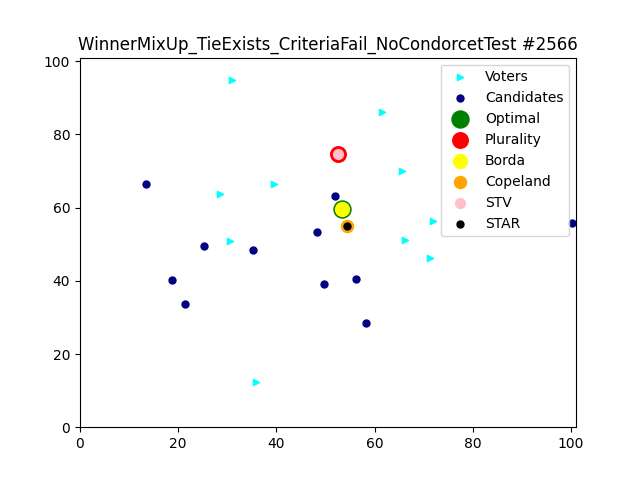 WinnerMixUp_TieExists_CriteriaFail_NoCondorcetTest #2566
100
80
60
40
20
0
0 20 40 60 80 100
Voters
Candidates
Optimal
Plurality
Borda
Copeland
STV
STAR